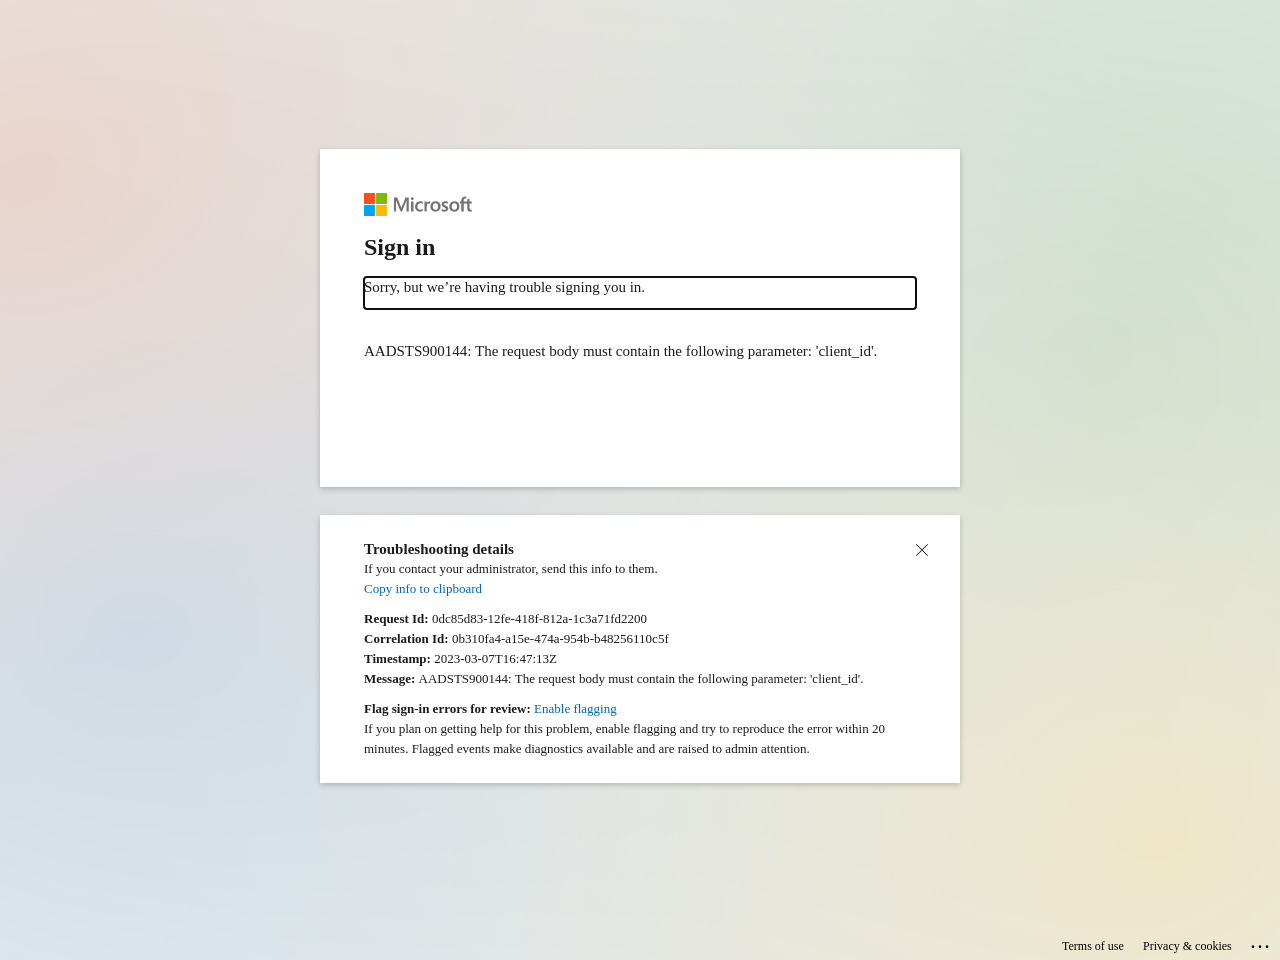 Microsoft
Sign in
Sorry, but we’re having trouble signing you in.
AADSTS900144: The request body must contain the following parameter: 'client_id'.
Troubleshooting details
If you contact your administrator, send this info to them.
Copy info to clipboard
Request Id: 0dc85d83-12fe-418f-812a-1c3a71fd2200
Correlation Id: 0b310fa4-a15e-474a-954b-b48256110c5f
Timestamp: 2023-03-07T16:47:13Z
Message: AADSTS900144: The request body must contain the following parameter: 'client_id'.
Flag sign-in errors for review: Enable flagging
If you plan on getting help for this problem, enable flagging and try to reproduce the error within 20
minutes. Flagged events make diagnostics available and are raised to admin attention.
Terms of use Privacy & cookies ...